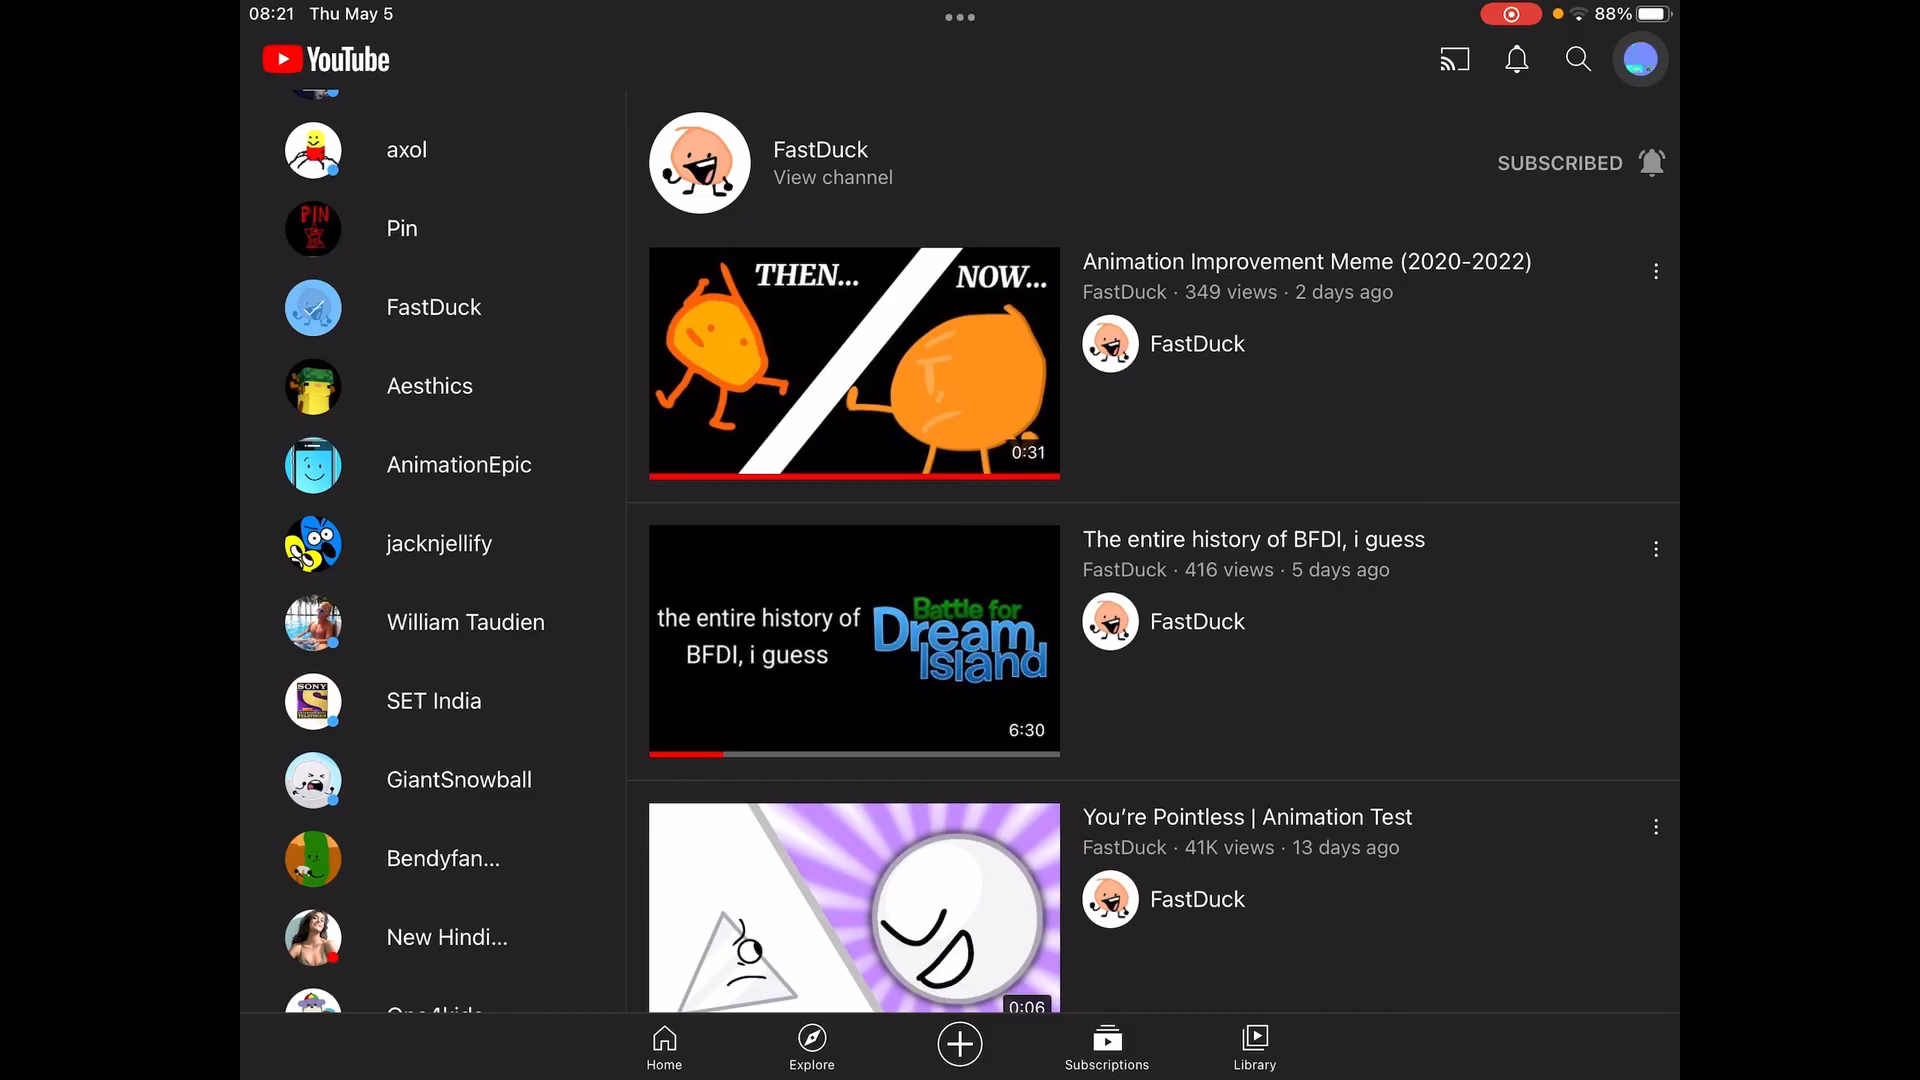 08:21 Thu May 5
88%
YouTube
axol
Pin
FastDuck
Aesthics
AnimationEpic
jacknjellify
William Taudien
SET India
GiantSnowball
Bendyfan...
New Hindi...
PIN
SONY
FastDuck
View channel
SUBSCRIBED
THEN...
NOW...
0:31
Animation Improvement Meme (2020-2022)
FastDuck · 349 views · 2 days ago
FastDuck
the entire history of
BFDI, i guess
Battle for
Dream
Island
6:30
The entire history of BFDI, i guess
FastDuck · 416 views · 5 days ago
FastDuck
0:06
You're Pointless | Animation Test
FastDuck · 41K views · 13 days ago
FastDuck
Home
Explore
Subscriptions
Library